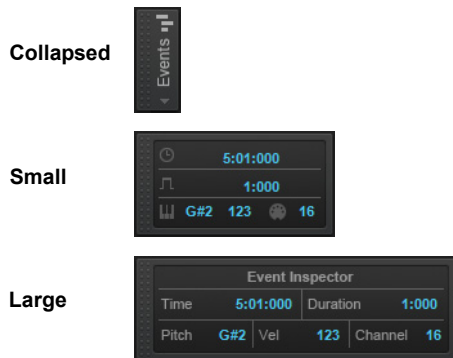 Collapsed
Events
Small
5:01:000
1:000
G#2 123 16
Large
Event Inspector
Time 5:01:000 Duration 1:000
Pitch G#2 Vel 123 Channel 16